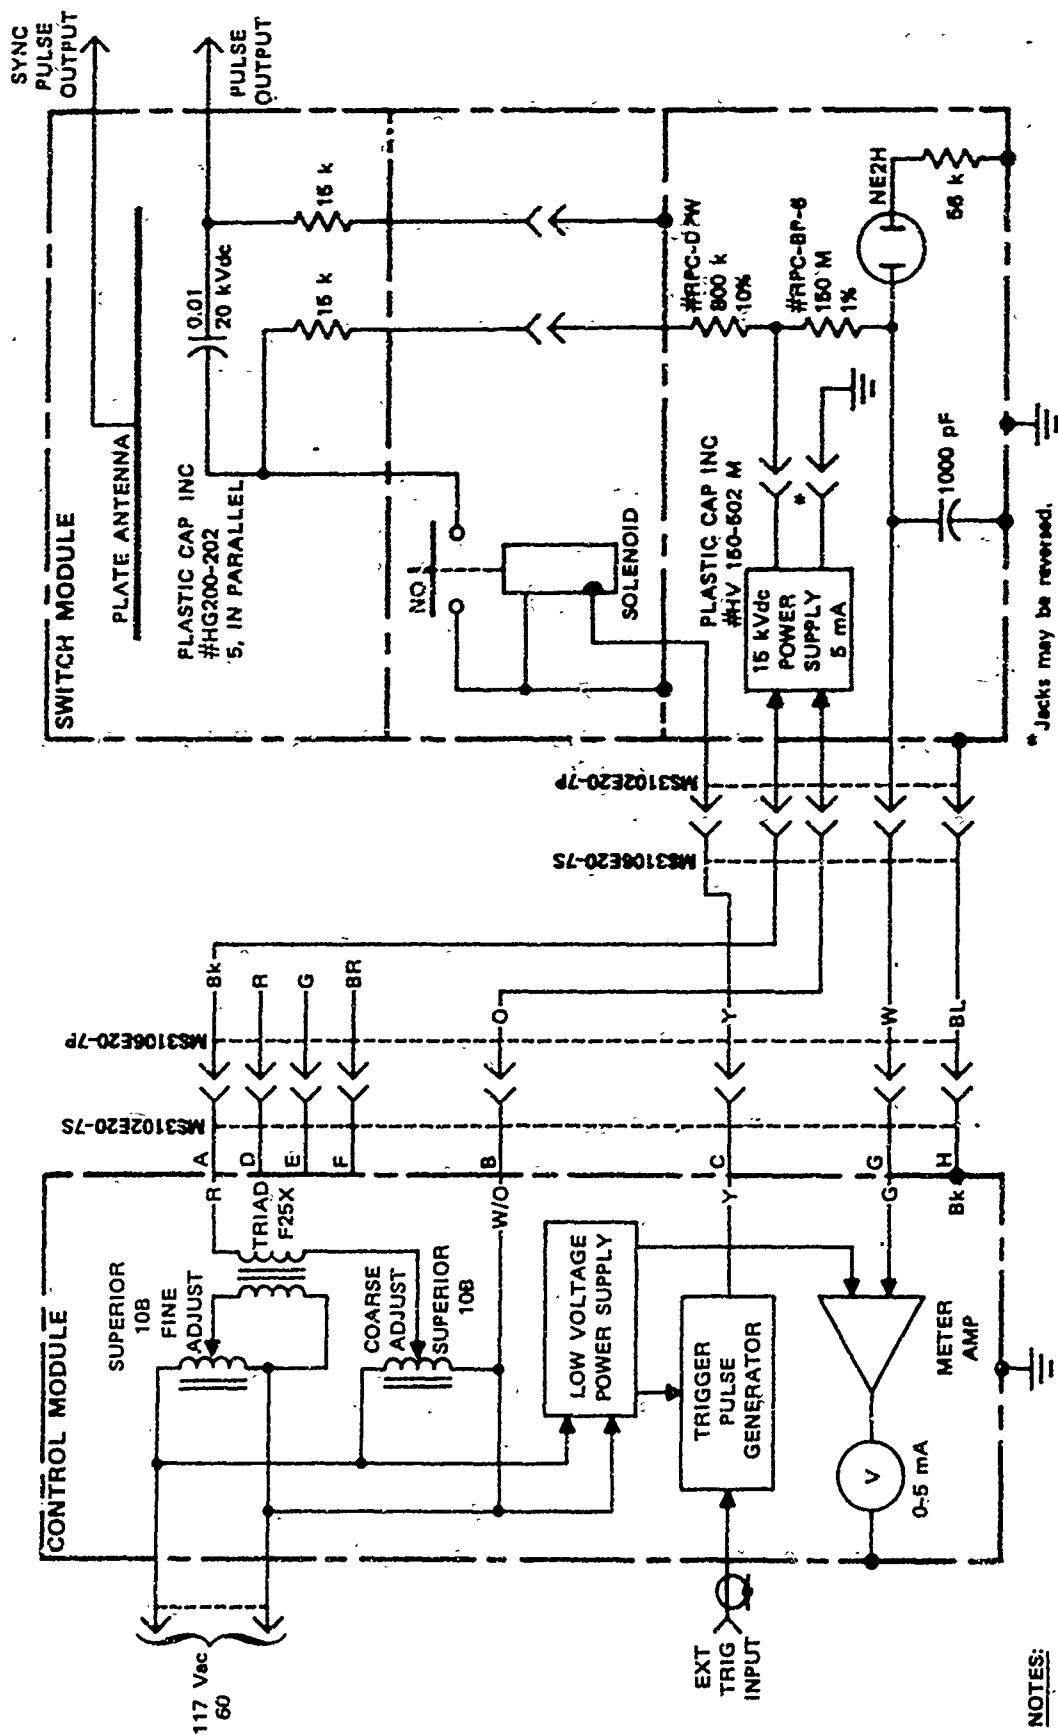 SYNC
PULSE
OUTPUT
PULSE
OUTPUT
SWITCH MODULE
PLATE ANTENNA
0.01
20 kVdc
PLASTIC CAP INC
#HG200-202
5, IN PARALLEL
15 k
15 k
NO
SOLENOID
#RPC-D PW
800 k
10%
#RPC-BP-6
150 M
1%
NE2H
56 k
PLASTIC CAP INC
#HV 150-502 M
15 kVdc
POWER
SUPPLY
5 mA
*
1000 pF
* Jacks may be reversed.
MS3102E20-7P
MS3106E20-7S
Bk
R
G
BR
O
Y
W
BL
MS3106E20-7P
MS3102E20-7S
A
D
E
F
B
C
G
H
CONTROL MODULE
R
W/O
Y
G
Bk
TRIAD
F25X
SUPERIOR
10B
FINE
ADJUST
COARSE
ADJUST
SUPERIOR
10B
LOW VOLTAGE
POWER SUPPLY
TRIGGER
PULSE
GENERATOR
METER
AMP
V
0-5 mA
117 Vac
60
EXT
TRIG
INPUT
NOTES: